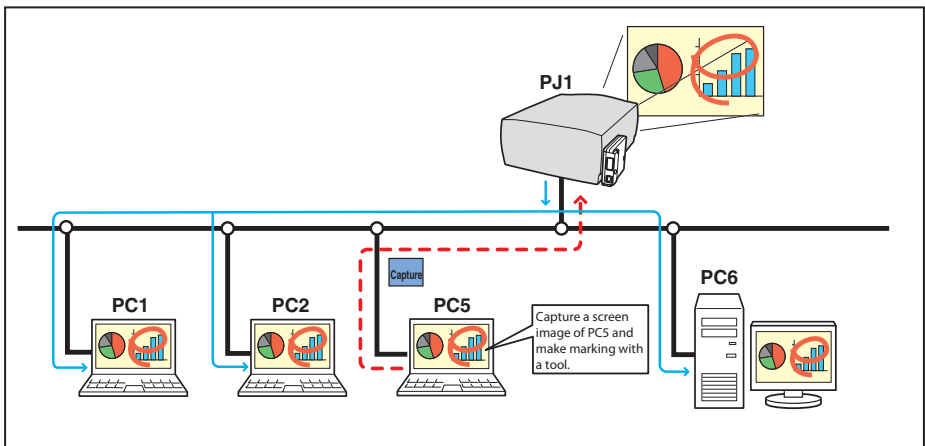 PJ1
Capture
PC6
PC1
PC2
PC5
Capture a screen
image of PC5 and
make marking with
a tool.